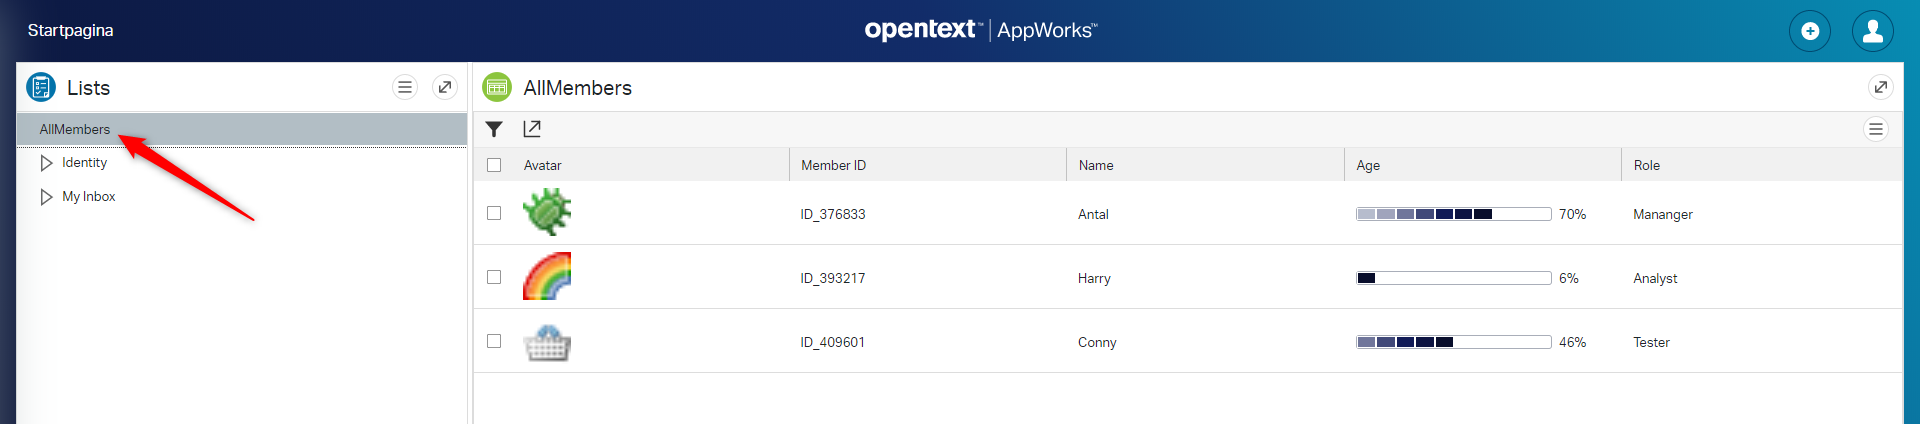 Startpagina
opentext™ | AppWorks™
Lists
AllMembers
Identity
My Inbox
AllMembers
Avatar Member ID Name Age Role
ID_376833 Antal 70% Mananger
ID_393217 Harry 6% Analyst
ID_409601 Conny 46% Tester